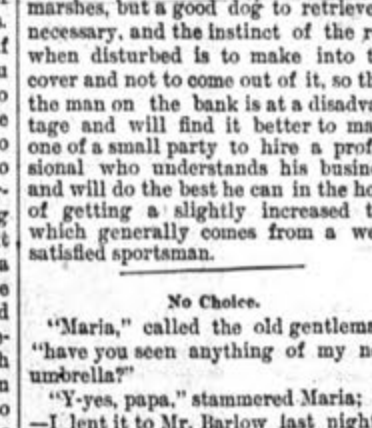 marshes, but a good dog to retrieve
necessary, and the instinct of the r
when disturbed is to make into t
cover and not to come out of it, so th
the man on the bank is at a disadva
tage and will find it better to ma
one of a small party to hire a prof
sional who understands his busin
and will do the best he can in the ho
of getting a slightly increased t
which generally comes from a we
satisfied sportsman.
No Choice.
"Maria," called the old gentlema
"have you seen anything of my n
umbrella?"
"Y-yes, papa," stammered Maria;
—I lent it to Mr. Barlow last nigh